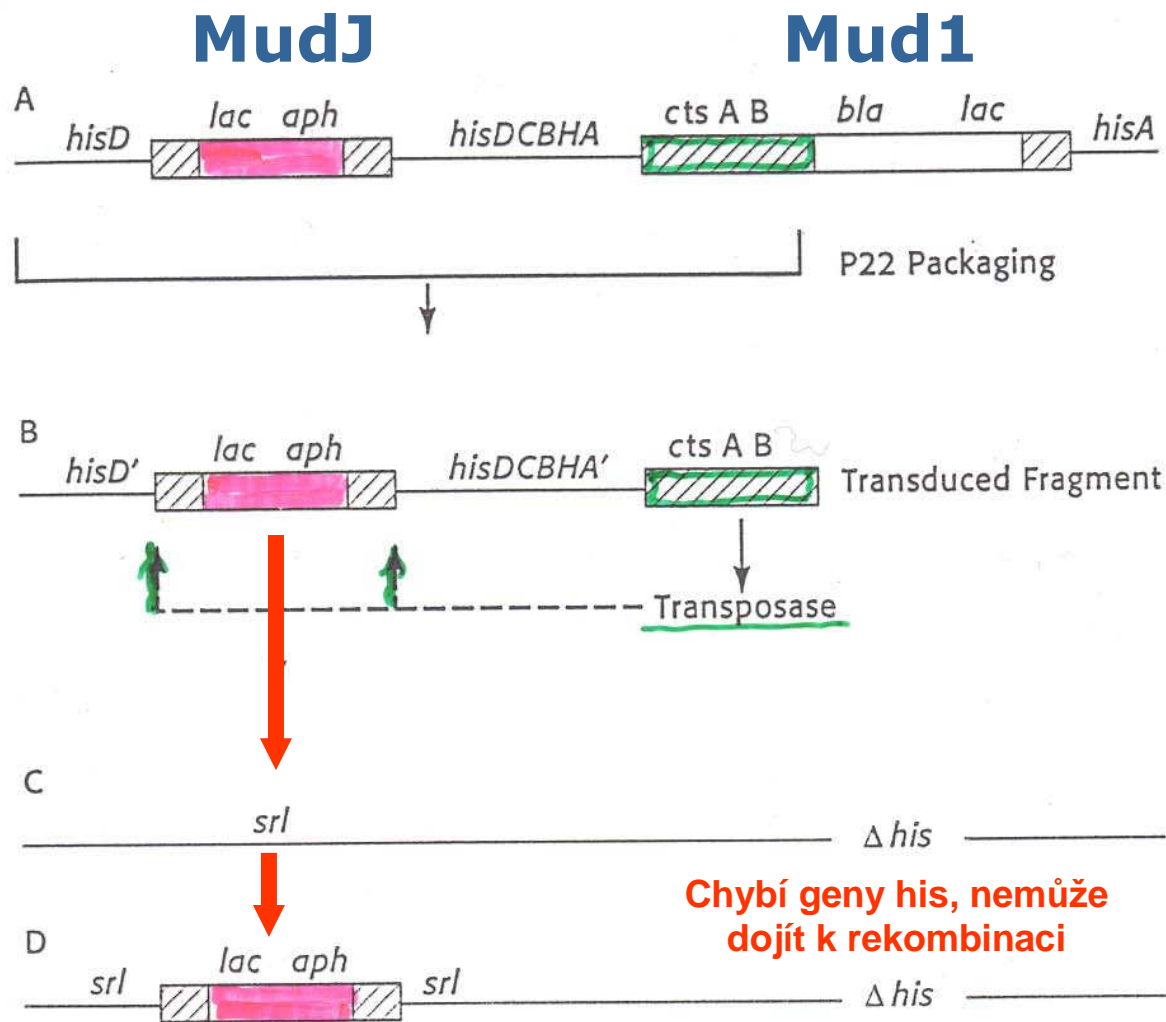 MudJ Mud1
A
hisD lac aph hisDCBHA cts A B bla lac hisA
P22 Packaging
B
hisD' lac aph hisDCBHA' cts A B Transduced Fragment
Transposase
C
srl Δ his
Chybí geny his, nemůže
dojít k rekombinaci
D
srl lac aph srl Δ his